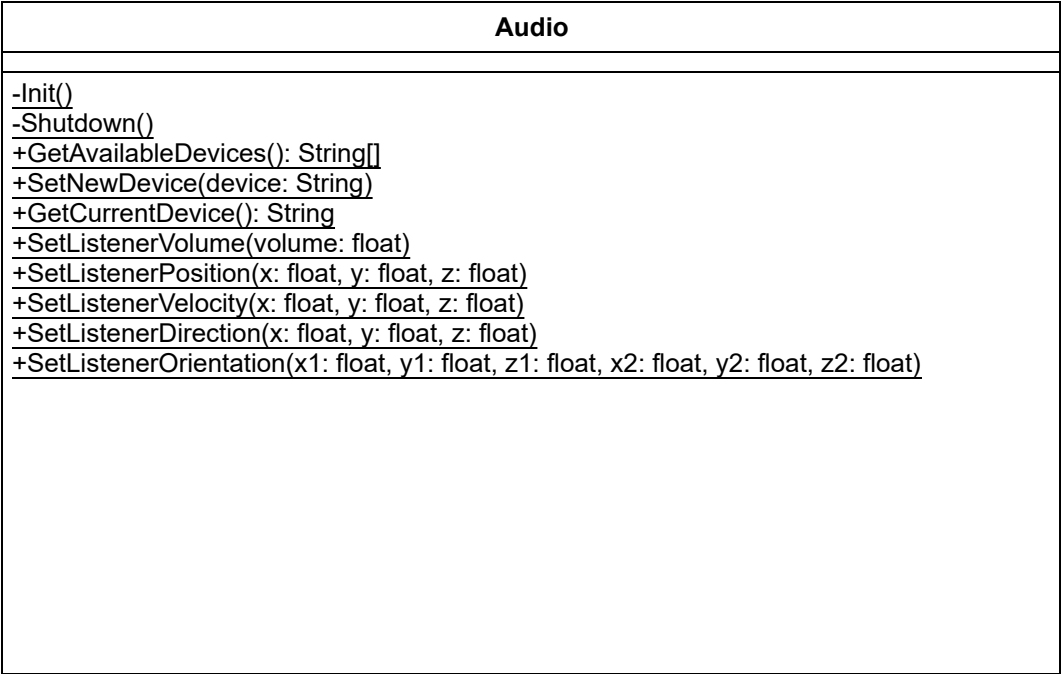 Audio
-Init()
-Shutdown()
+GetAvailableDevices(): String[]
+SetNewDevice(device: String)
+GetCurrentDevice(): String
+SetListenerVolume(volume: float)
+SetListenerPosition(x: float, y: float, z: float)
+SetListenerVelocity(x: float, y: float, z: float)
+SetListenerDirection(x: float, y: float, z: float)
+SetListenerOrientation(x1: float, y1: float, z1: float, x2: float, y2: float, z2: float)